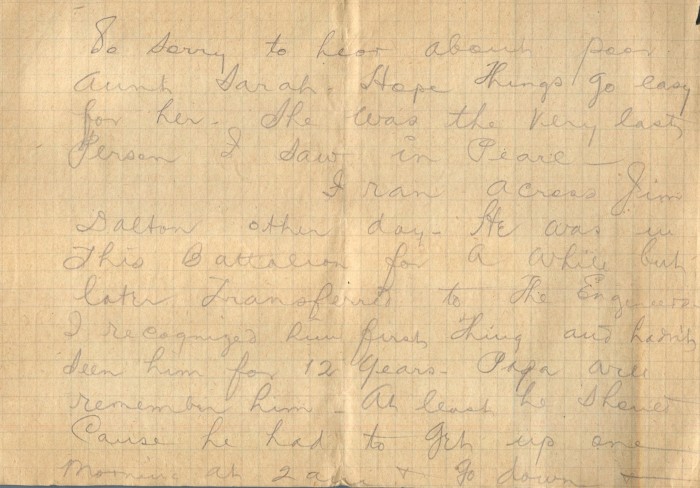 So Sorry to hear about poor
Aunt Sarah. Hope Things go easy
for her. She was the very last
Person I saw in Pearl—
I ran across Jim
Dalton other day- He was in
This Battalion for a while but
later Transferred to The Engineers
I recognized him first Thing and hadnt
Seen him for 12 years- Papa will
remember him- At least he Should
Cause he had to get up one
Morning at 2 am + go down